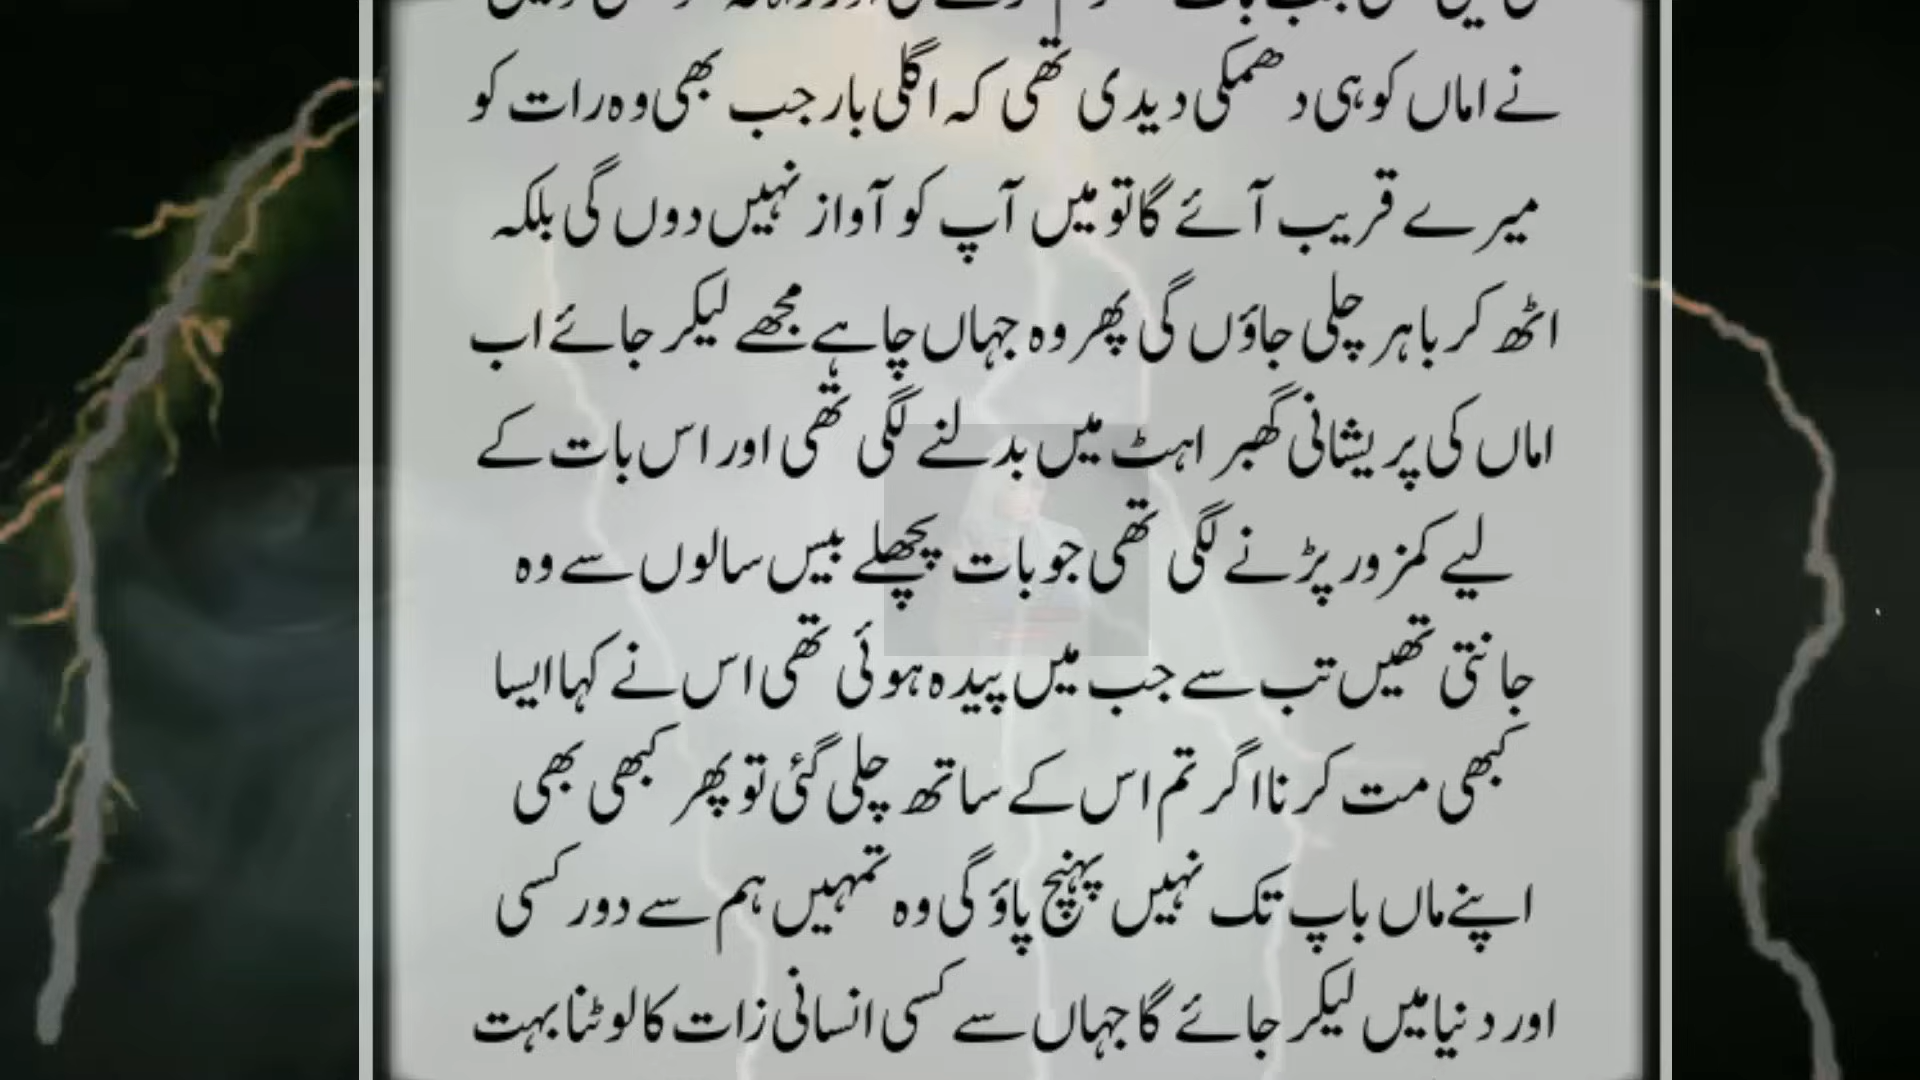 نے اماں کو ہی دھمکی دیدی تھی کہ اگلی بار جب بھی وہ رات کو
میرے قریب آئے گا تو میں آپ کو آواز نہیں دوں گی بلکہ
اٹھ کر باہر چلی جاؤں گی پھر وہ جہاں چاہے مجھے لیکر جائے اب
اماں کی پریشانی گھبراہٹ میں بدلنے لگی تھی اور اس بات کے
لیے کمزور پڑنے لگی تھی جو بات پچھلے بیس سالوں سے وہ
جانتی تھیں تب سے جب میں پیدہ ہوئی تھی اس نے کہا ایسا
کبھی مت کرنا اگر تم اس کے ساتھ چلی گئی تو پھر کبھی بھی
اپنے ماں باپ تک نہیں پہنچ پاؤ گی وہ تمہیں ہم سے دور کسی
اور دنیا میں لیکر جائے گا جہاں سے کسی انسانی زات کا لوٹنا بہت